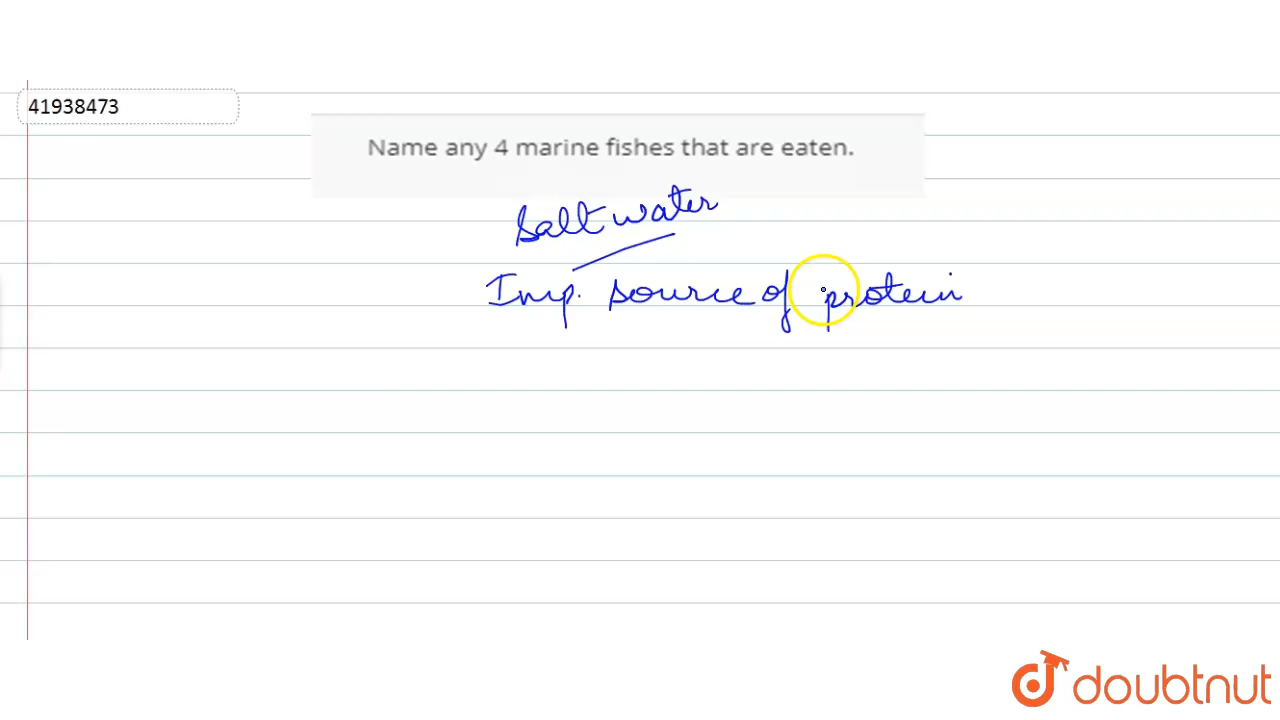 41938473
Name any 4 marine fishes that are eaten.
Salt water
Imp. source of protein
doubtnut